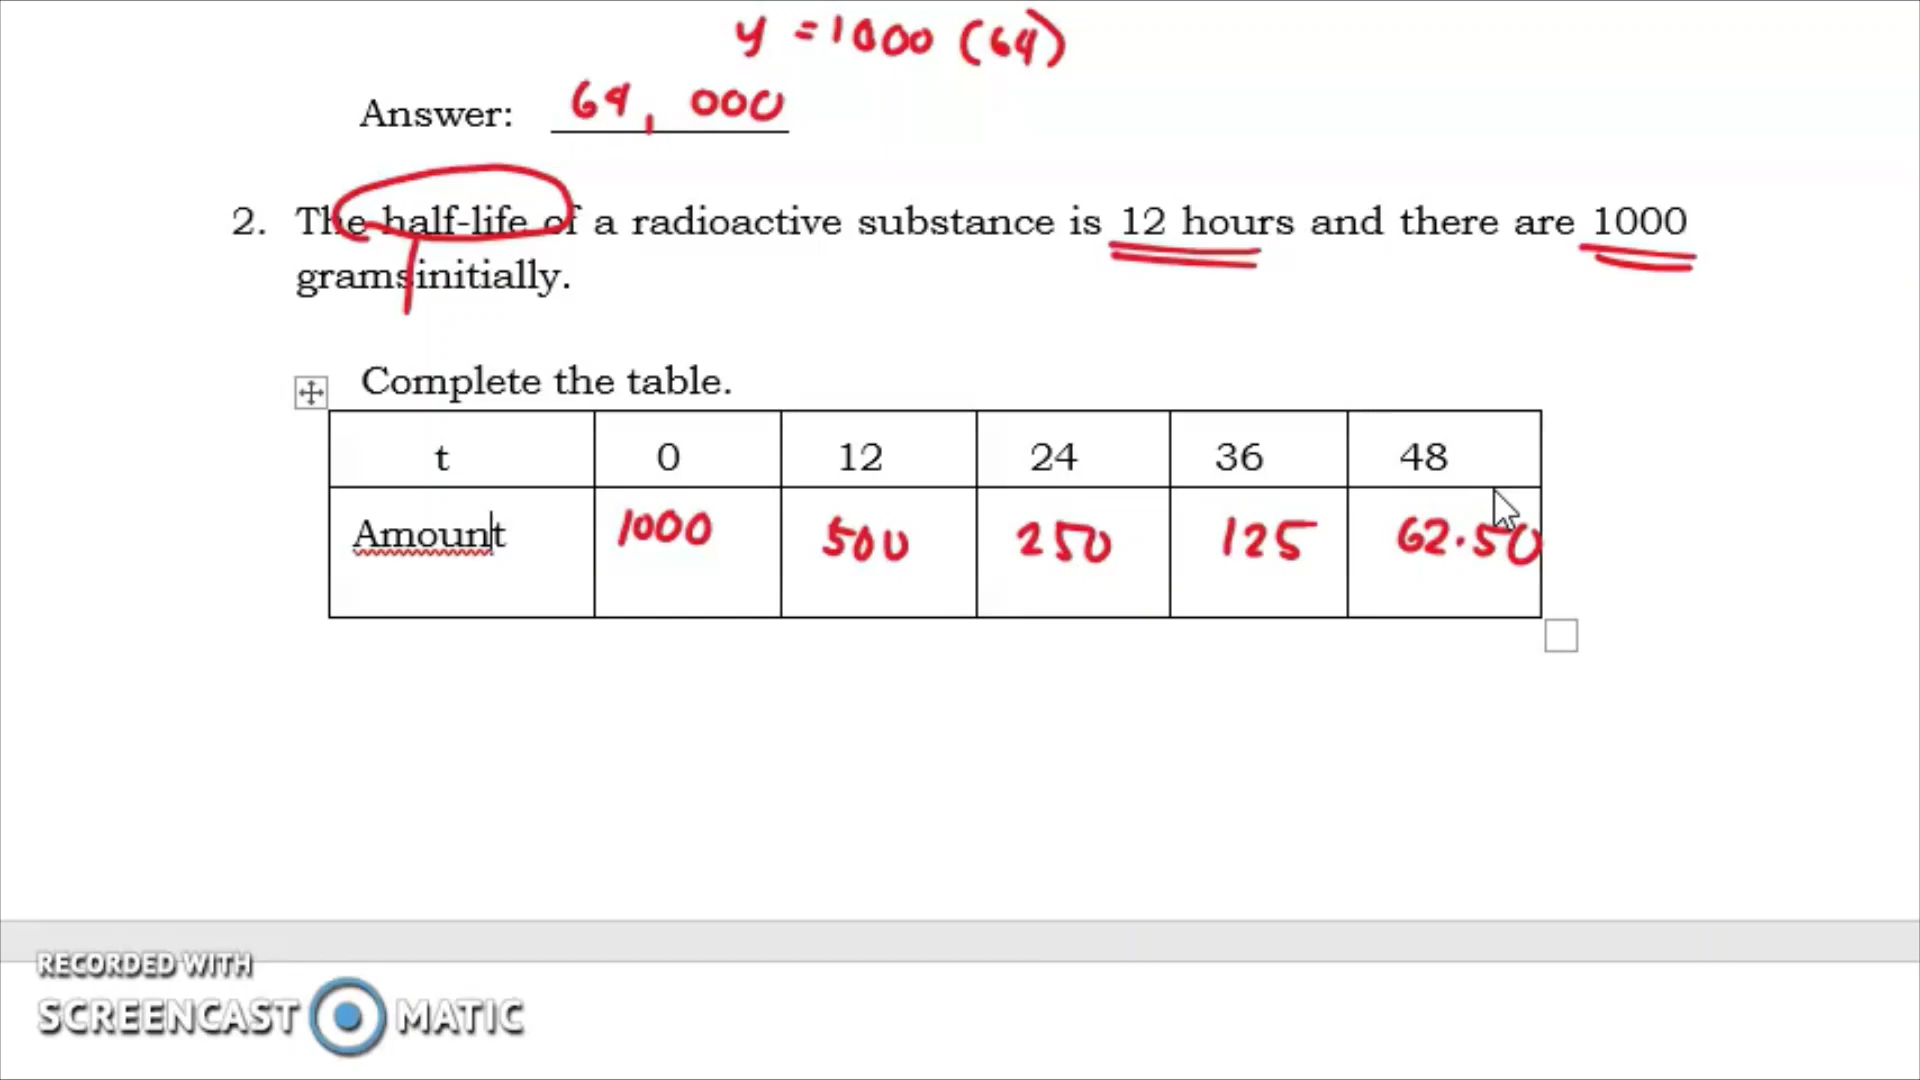 y = 1000 (64)
Answer: 64, 000
2. The half-life of a radioactive substance is 12 hours and there are 1000
grams initially.
Complete the table.
t 0 12 24 36 48
Amount 1000 500 250 125 62.50
RECORDED WITH
SCREENCAST MATIC